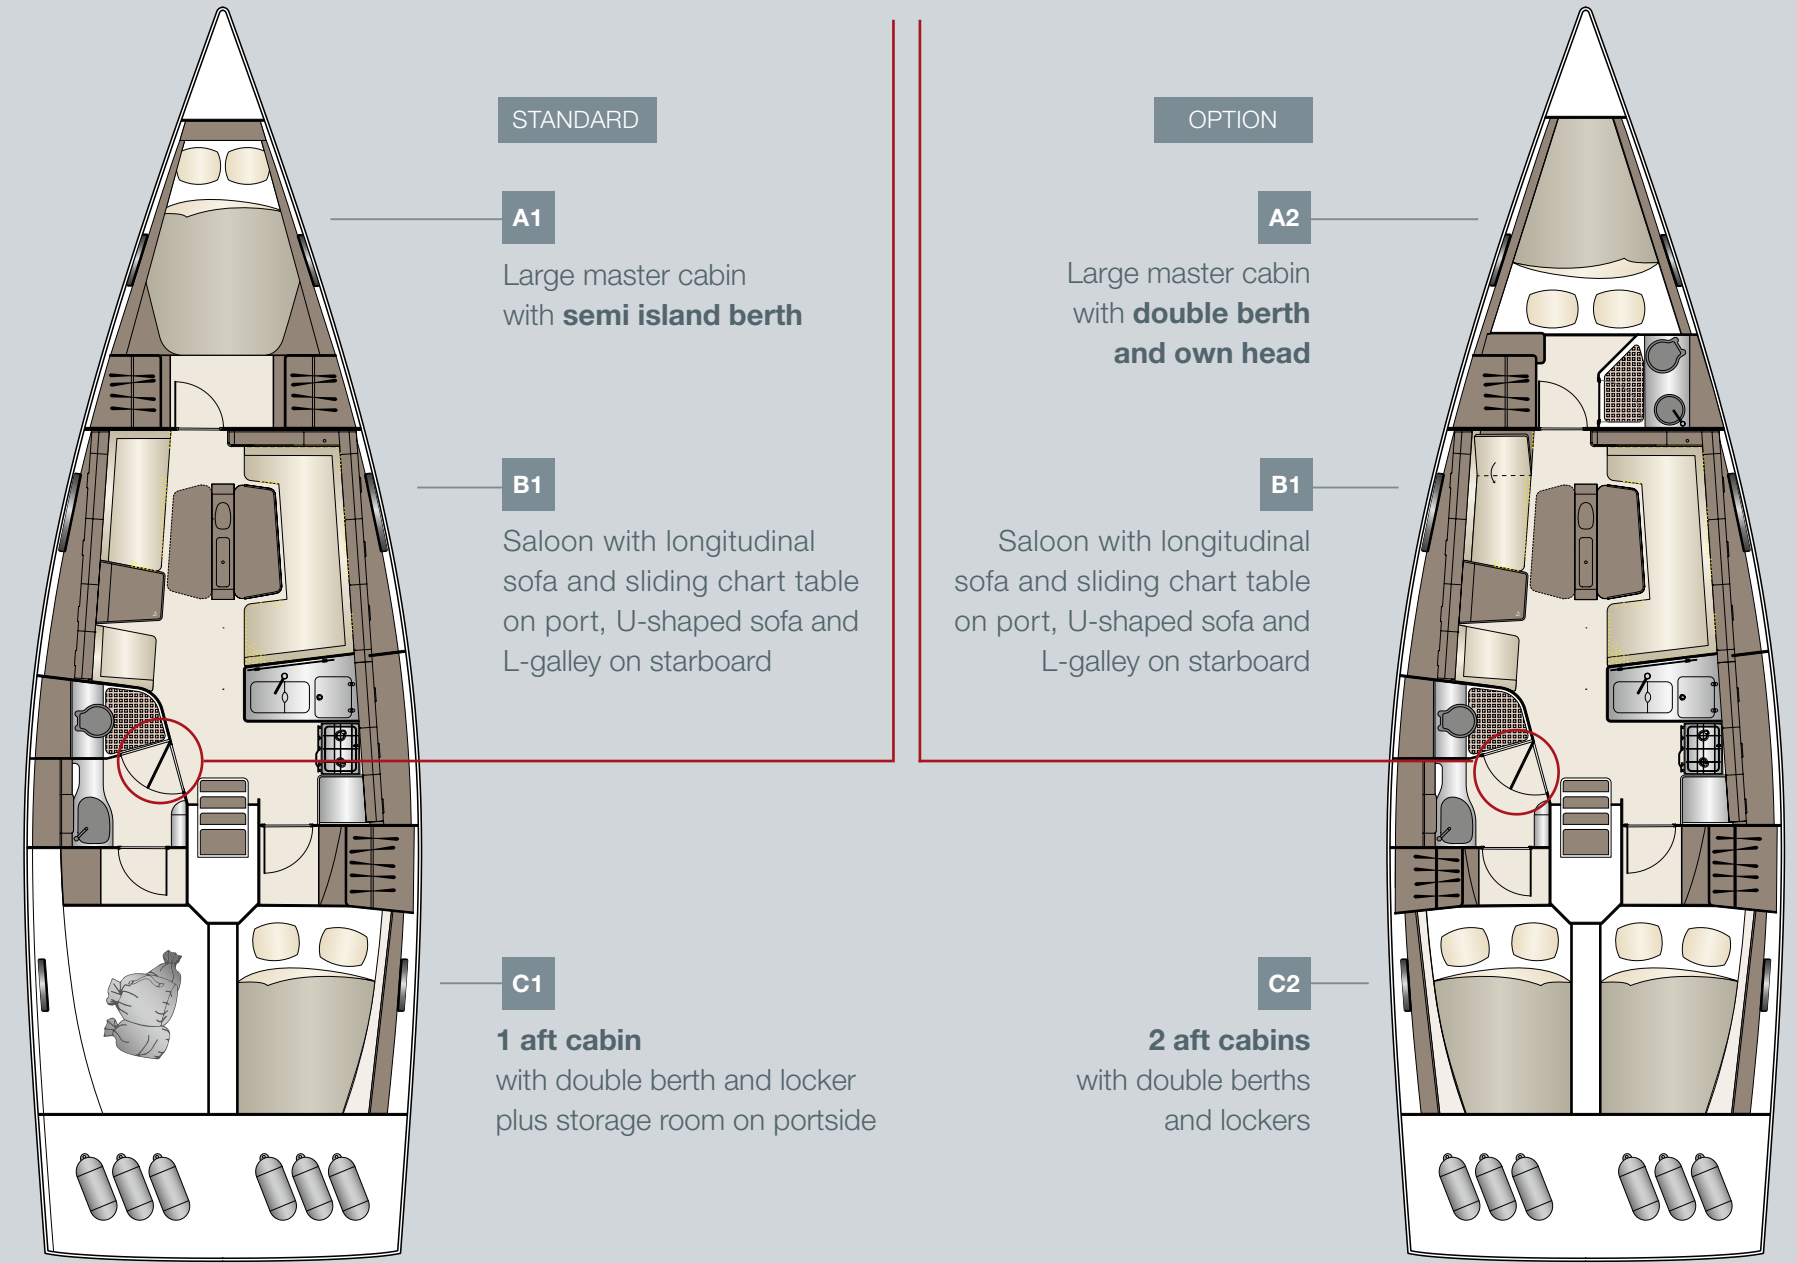 STANDARD
A1
Large master cabin
with semi island berth
B1
Saloon with longitudinal
sofa and sliding chart table
on port, U-shaped sofa and
L-galley on starboard
C1
1 aft cabin
with double berth and locker
plus storage room on portside
OPTION
A2
Large master cabin
with double berth
and own head
B1
Saloon with longitudinal
sofa and sliding chart table
on port, U-shaped sofa and
L-galley on starboard
C2
2 aft cabins
with double berths
and lockers